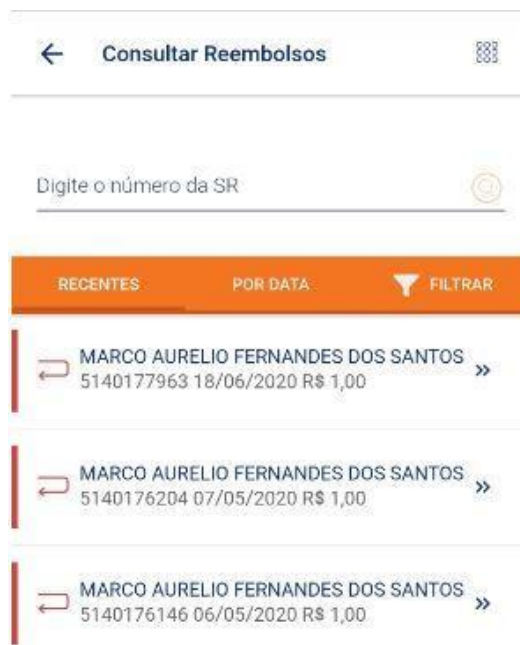 Consultar Reembolsos
Digite o número da SR
RECENTES POR DATA FILTRAR
MARCO AURELIO FERNANDES DOS SANTOS
5140177963 18/06/2020 R$ 1,00
MARCO AURELIO FERNANDES DOS SANTOS
5140176204 07/05/2020 R$ 1,00
MARCO AURELIO FERNANDES DOS SANTOS
5140176146 06/05/2020 R$ 1,00